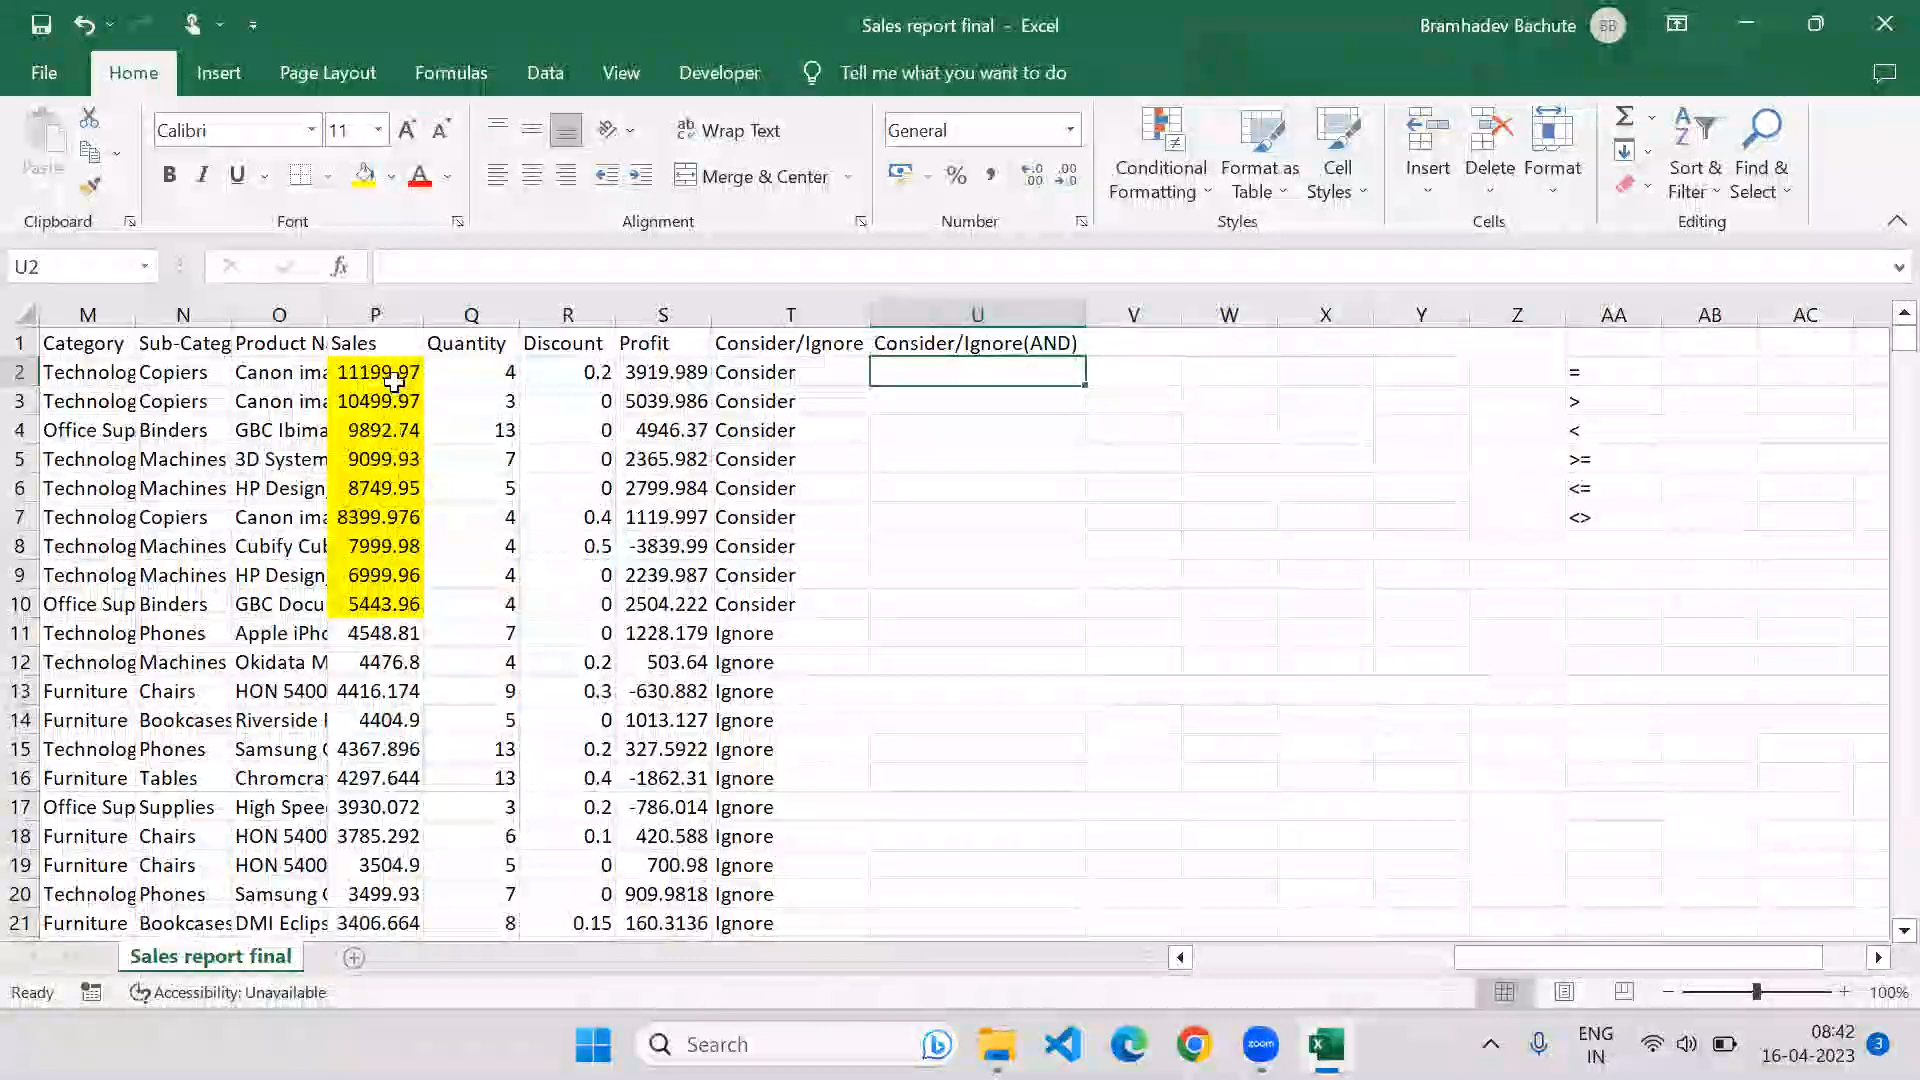 Sales report final - Excel
Bramhadev Bachute BB
File Home Insert Page Layout Formulas Data View Developer Tell me what you want to do
Paste
Clipboard
Calibri 11
B I U A
Font
ab Wrap Text
Merge & Center
Alignment
General
% , .00 .0
Number
Conditional Formatting
Format as Table
Cell Styles
Styles
Insert Delete Format
Cells
Sort & Filter
Find & Select
Editing
U2 fx
M N O P Q R S T U V W X Y Z AA AB AC
1 Category Sub-Categ Product N Sales Quantity Discount Profit Consider/Ignore Consider/Ignore(AND)
2 Technolog Copiers Canon ima 11199.97 4 0.2 3919.989 Consider =
3 Technolog Copiers Canon ima 10499.97 3 0 5039.986 Consider >
4 Office Sup Binders GBC Ibima 9892.74 13 0 4946.37 Consider <
5 Technolog Machines 3D System 9099.93 7 0 2365.982 Consider >=
6 Technolog Machines HP Design 8749.95 5 0 2799.984 Consider <=
7 Technolog Copiers Canon ima 8399.976 4 0.4 1119.997 Consider <>
8 Technolog Machines Cubify Cub 7999.98 4 0.5 -3839.99 Consider
9 Technolog Machines HP Design 6999.96 4 0 2239.987 Consider
10 Office Sup Binders GBC Docu 5443.96 4 0 2504.222 Consider
11 Technolog Phones Apple iPho 4548.81 7 0 1228.179 Ignore
12 Technolog Machines Okidata M 4476.8 4 0.2 503.64 Ignore
13 Furniture Chairs HON 5400 4416.174 9 0.3 -630.882 Ignore
14 Furniture Bookcases Riverside 4404.9 5 0 1013.127 Ignore
15 Technolog Phones Samsung 4367.896 13 0.2 327.5922 Ignore
16 Furniture Tables Chromcra 4297.644 13 0.4 -1862.31 Ignore
17 Office Sup Supplies High Spee 3930.072 3 0.2 -786.014 Ignore
18 Furniture Chairs HON 5400 3785.292 6 0.1 420.588 Ignore
19 Furniture Chairs HON 5400 3504.9 5 0 700.98 Ignore
20 Technolog Phones Samsung 3499.93 7 0 909.9818 Ignore
21 Furniture Bookcases DMI Eclips 3406.664 8 0.15 160.3136 Ignore
Sales report final
Ready Accessibility: Unavailable 100%
Search zoom
ENG
IN
08:42
16-04-2023 3